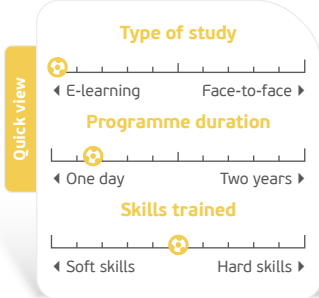 Quick view
Type of study
E-learning Face-to-face
Programme duration
One day Two years
Skills trained
Soft skills Hard skills